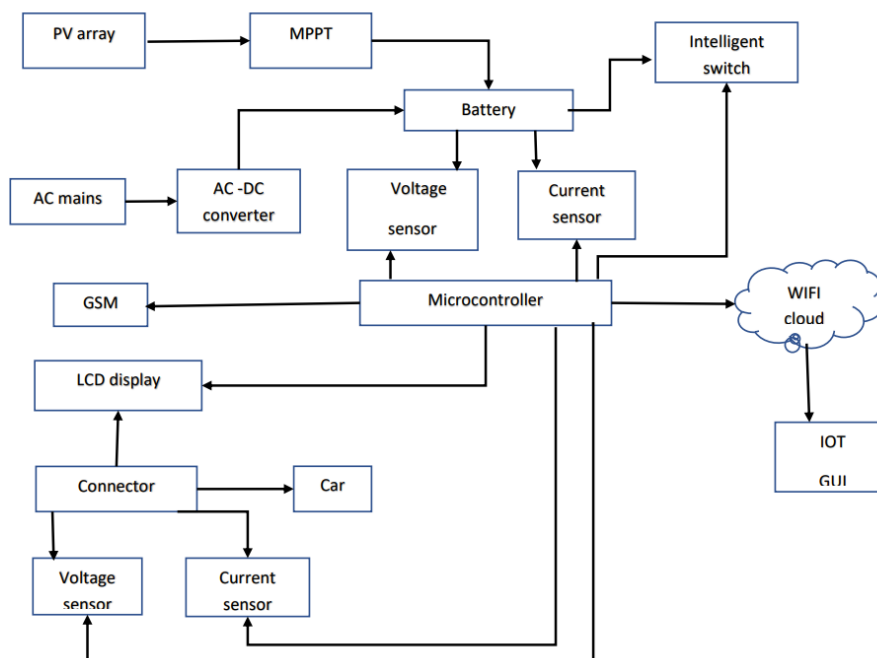 PV array
MPPT
Intelligent
switch
Battery
AC mains
AC -DC
converter
Voltage
sensor
Current
sensor
GSM
Microcontroller
WIFI
cloud
LCD display
IOT
GUI
Connector
Car
Voltage
sensor
Current
sensor